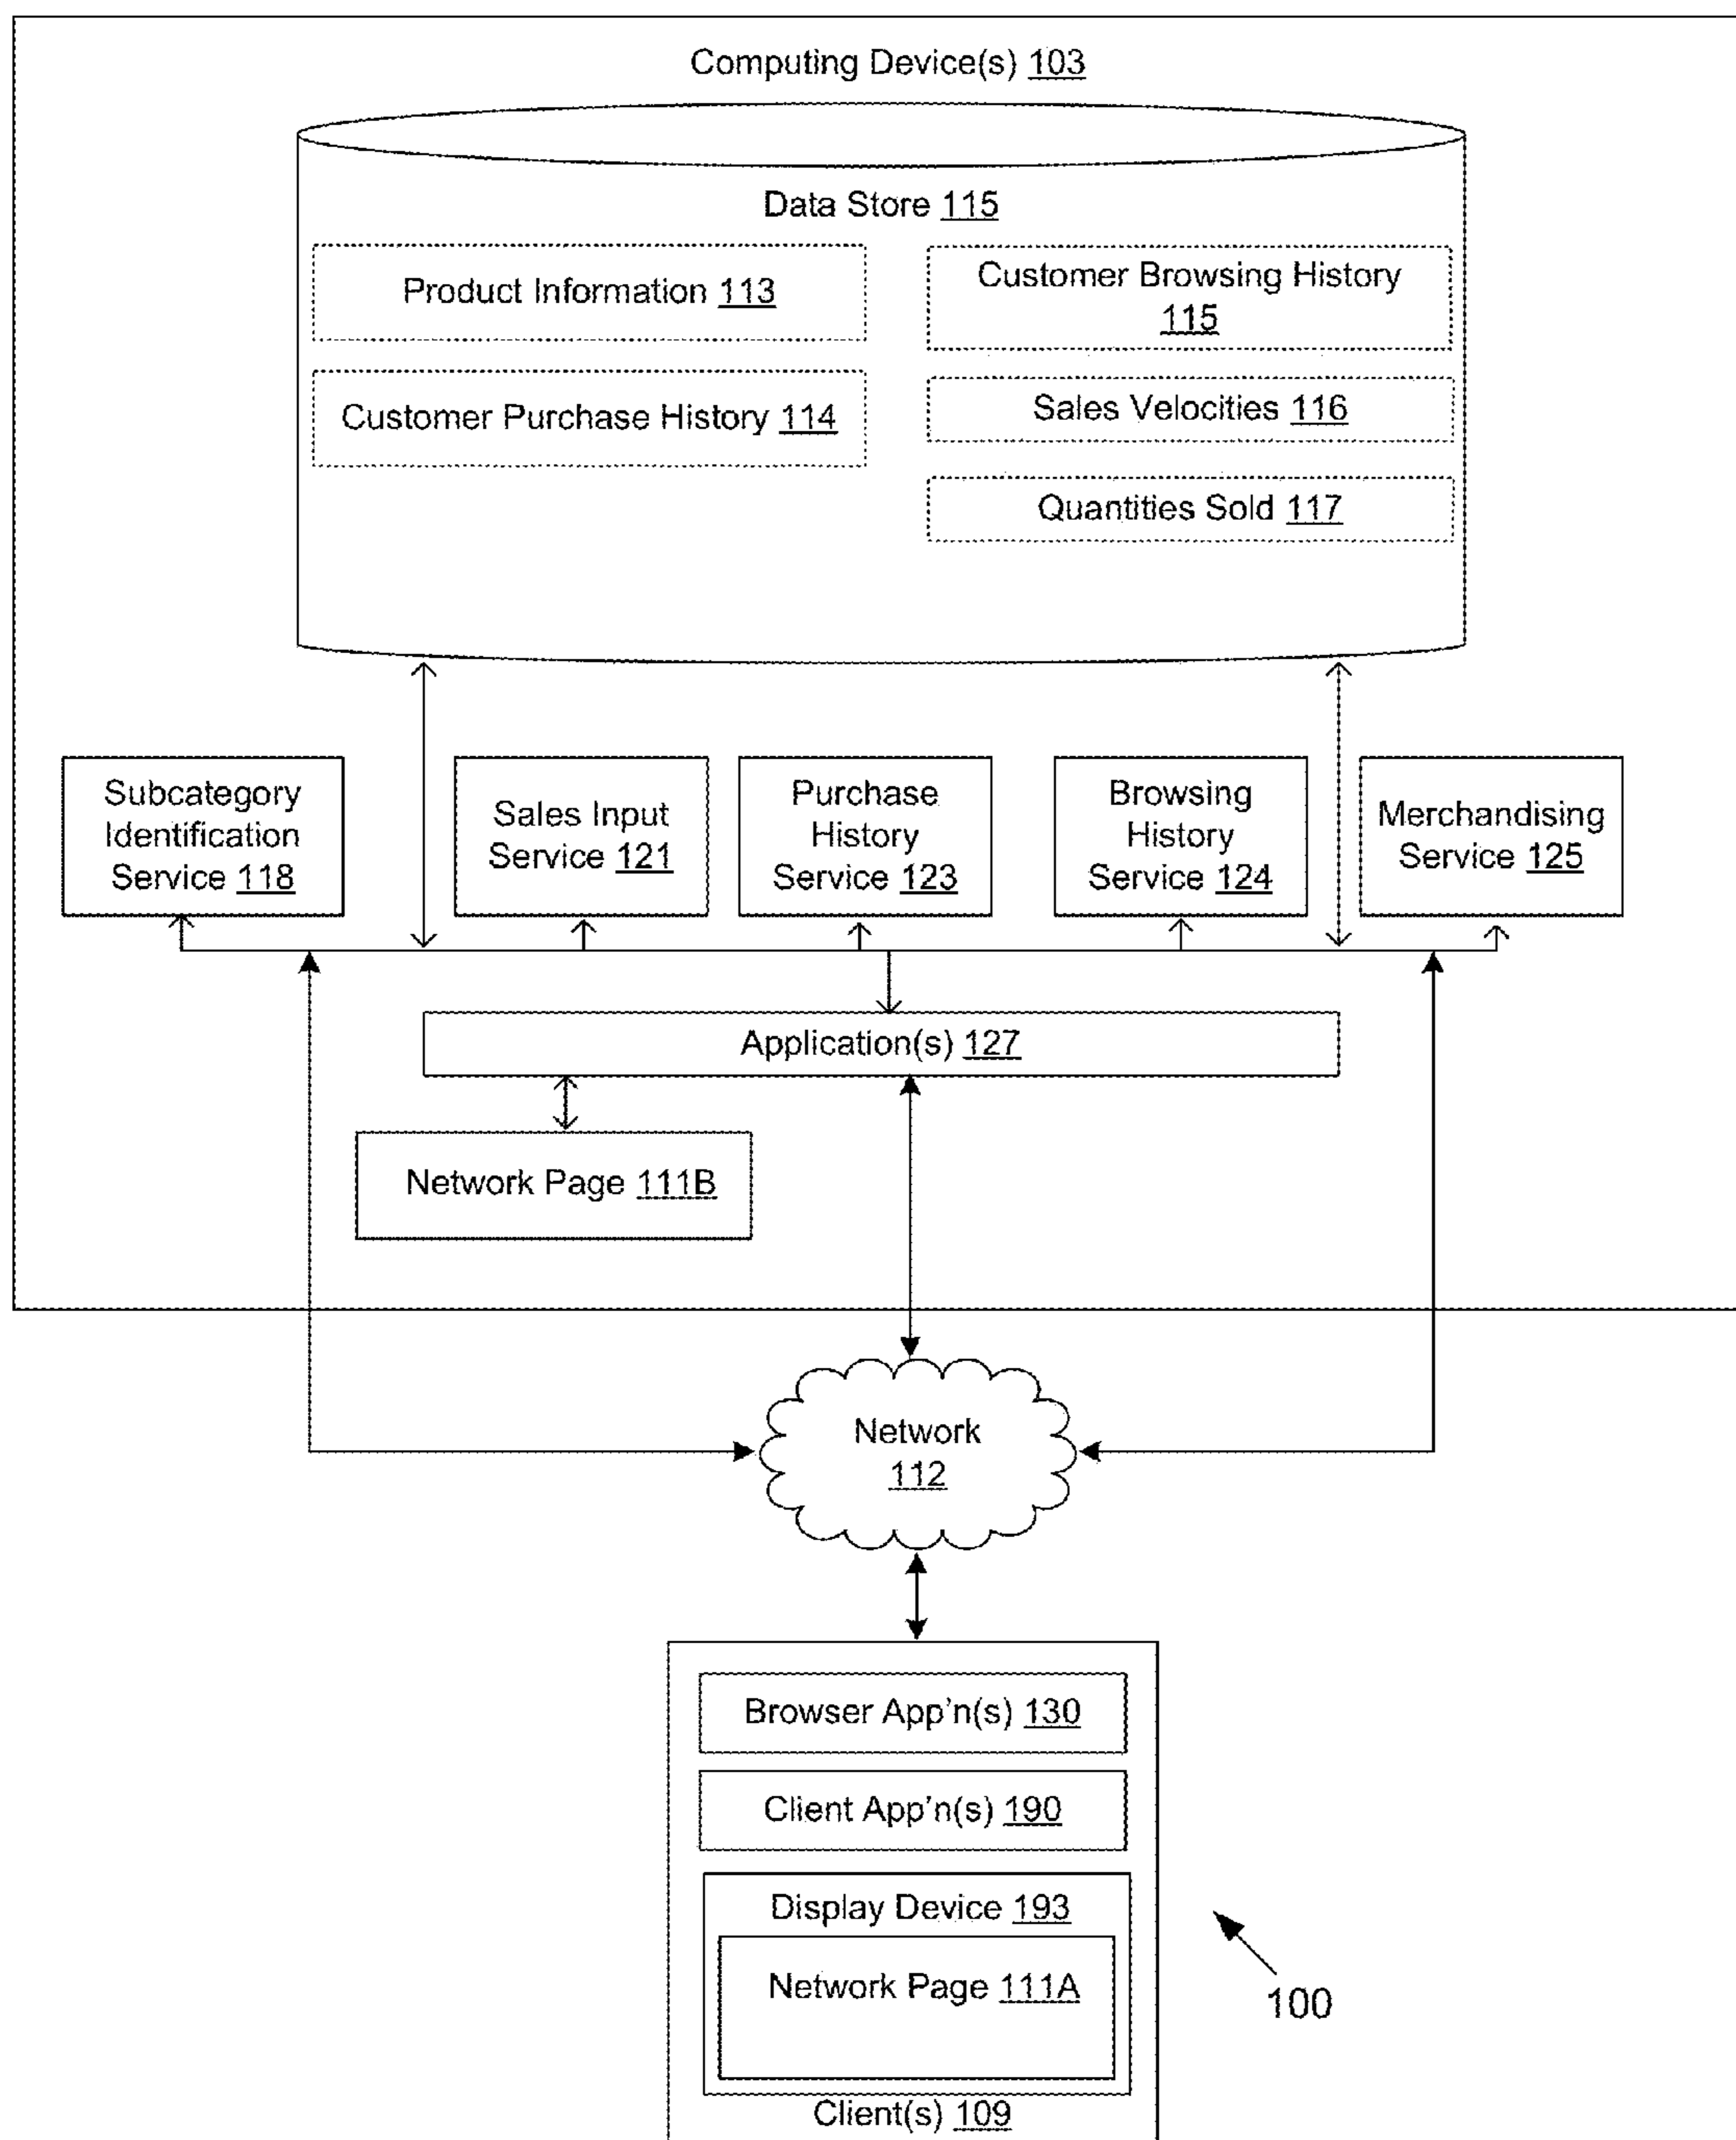 Computing Device(s) 103
Data Store 115
Product Information 113
Customer Purchase History 114
Customer Browsing History
115
Sales Velocities 116
Quantities Sold 117
Subcategory
Identification
Service 118
Sales Input
Service 121
Purchase
History
Service 123
Browsing
History
Service 124
Merchandising
Service 125
Application(s) 127
Network Page 111B
Network
112
Browser App'n(s) 130
Client App'n(s) 190
Display Device 193
Network Page 111A
Client(s) 109
100